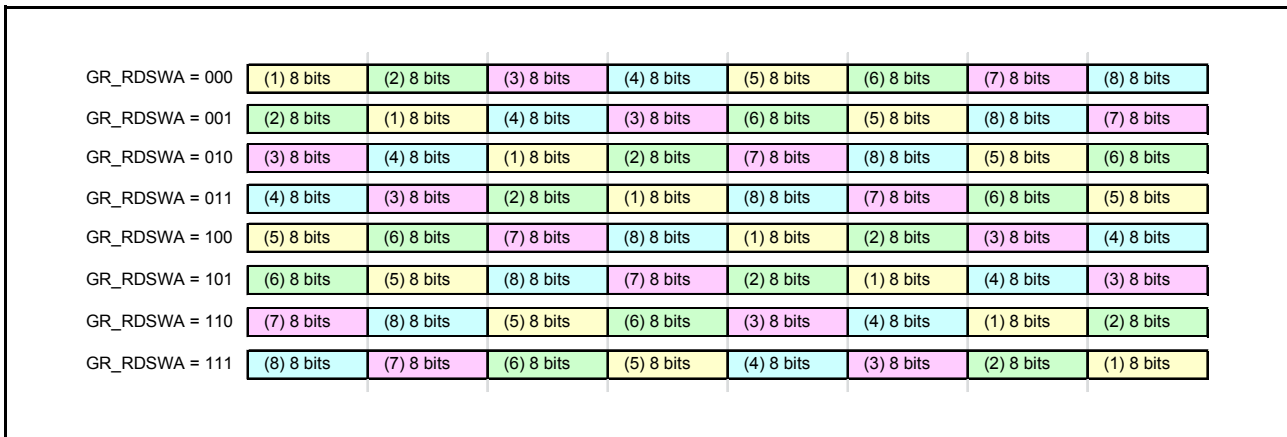 GR_RDSWA = 000 (1) 8 bits (2) 8 bits (3) 8 bits (4) 8 bits (5) 8 bits (6) 8 bits (7) 8 bits (8) 8 bits
GR_RDSWA = 001 (2) 8 bits (1) 8 bits (4) 8 bits (3) 8 bits (6) 8 bits (5) 8 bits (8) 8 bits (7) 8 bits
GR_RDSWA = 010 (3) 8 bits (4) 8 bits (1) 8 bits (2) 8 bits (7) 8 bits (8) 8 bits (5) 8 bits (6) 8 bits
GR_RDSWA = 011 (4) 8 bits (3) 8 bits (2) 8 bits (1) 8 bits (8) 8 bits (7) 8 bits (6) 8 bits (5) 8 bits
GR_RDSWA = 100 (5) 8 bits (6) 8 bits (7) 8 bits (8) 8 bits (1) 8 bits (2) 8 bits (3) 8 bits (4) 8 bits
GR_RDSWA = 101 (6) 8 bits (5) 8 bits (8) 8 bits (7) 8 bits (2) 8 bits (1) 8 bits (4) 8 bits (3) 8 bits
GR_RDSWA = 110 (7) 8 bits (8) 8 bits (5) 8 bits (6) 8 bits (3) 8 bits (4) 8 bits (1) 8 bits (2) 8 bits
GR_RDSWA = 111 (8) 8 bits (7) 8 bits (6) 8 bits (5) 8 bits (4) 8 bits (3) 8 bits (2) 8 bits (1) 8 bits